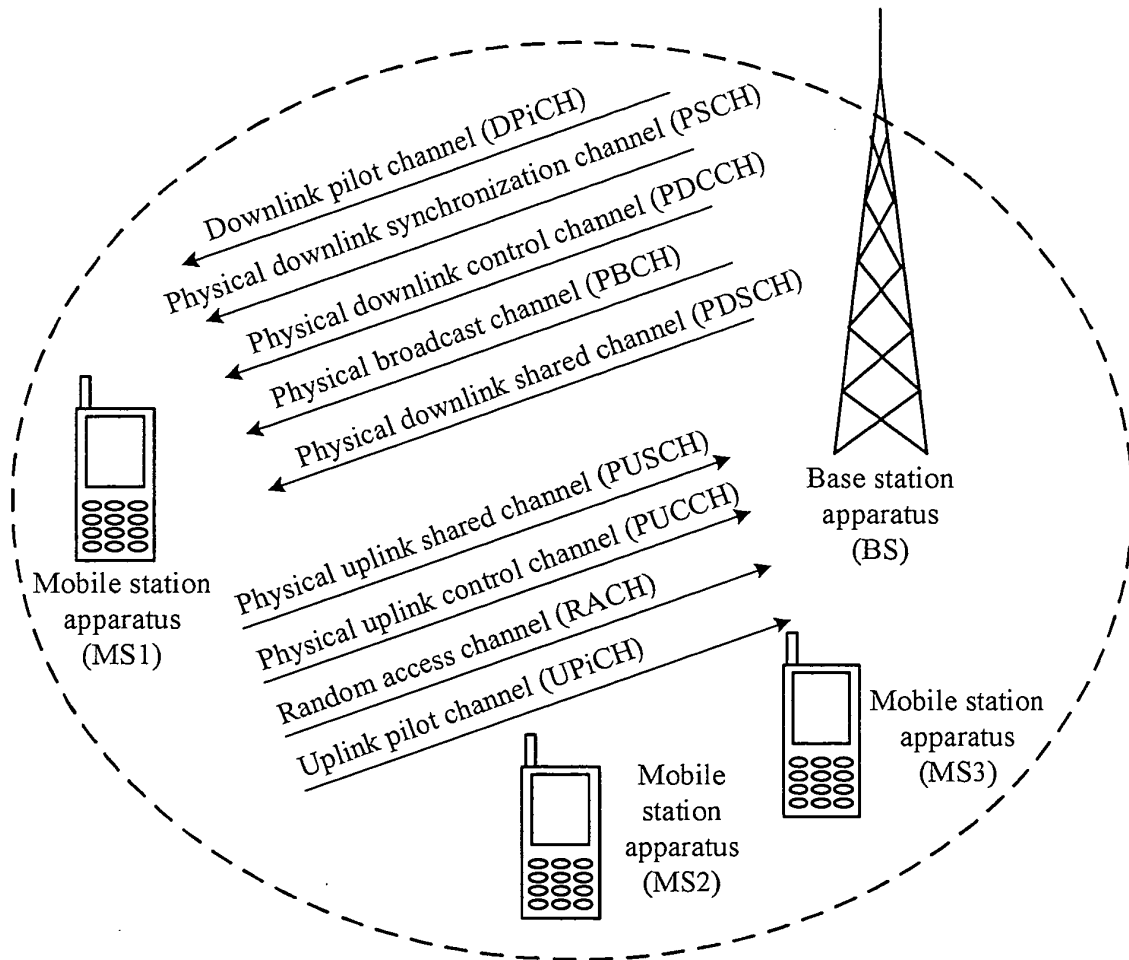 Downlink pilot channel (DPiCH)
Physical downlink synchronization channel (PSCH)
Physical downlink control channel (PDCCH)
Physical broadcast channel (PBCH)
Physical downlink shared channel (PDSCH)
Physical uplink shared channel (PUSCH)
Physical uplink control channel (PUCCH)
Random access channel (RACH)
Uplink pilot channel (UPiCH)
Base station
apparatus
(BS)
Mobile station
apparatus
(MS1)
Mobile station
apparatus
(MS3)
Mobile
station
apparatus
(MS2)